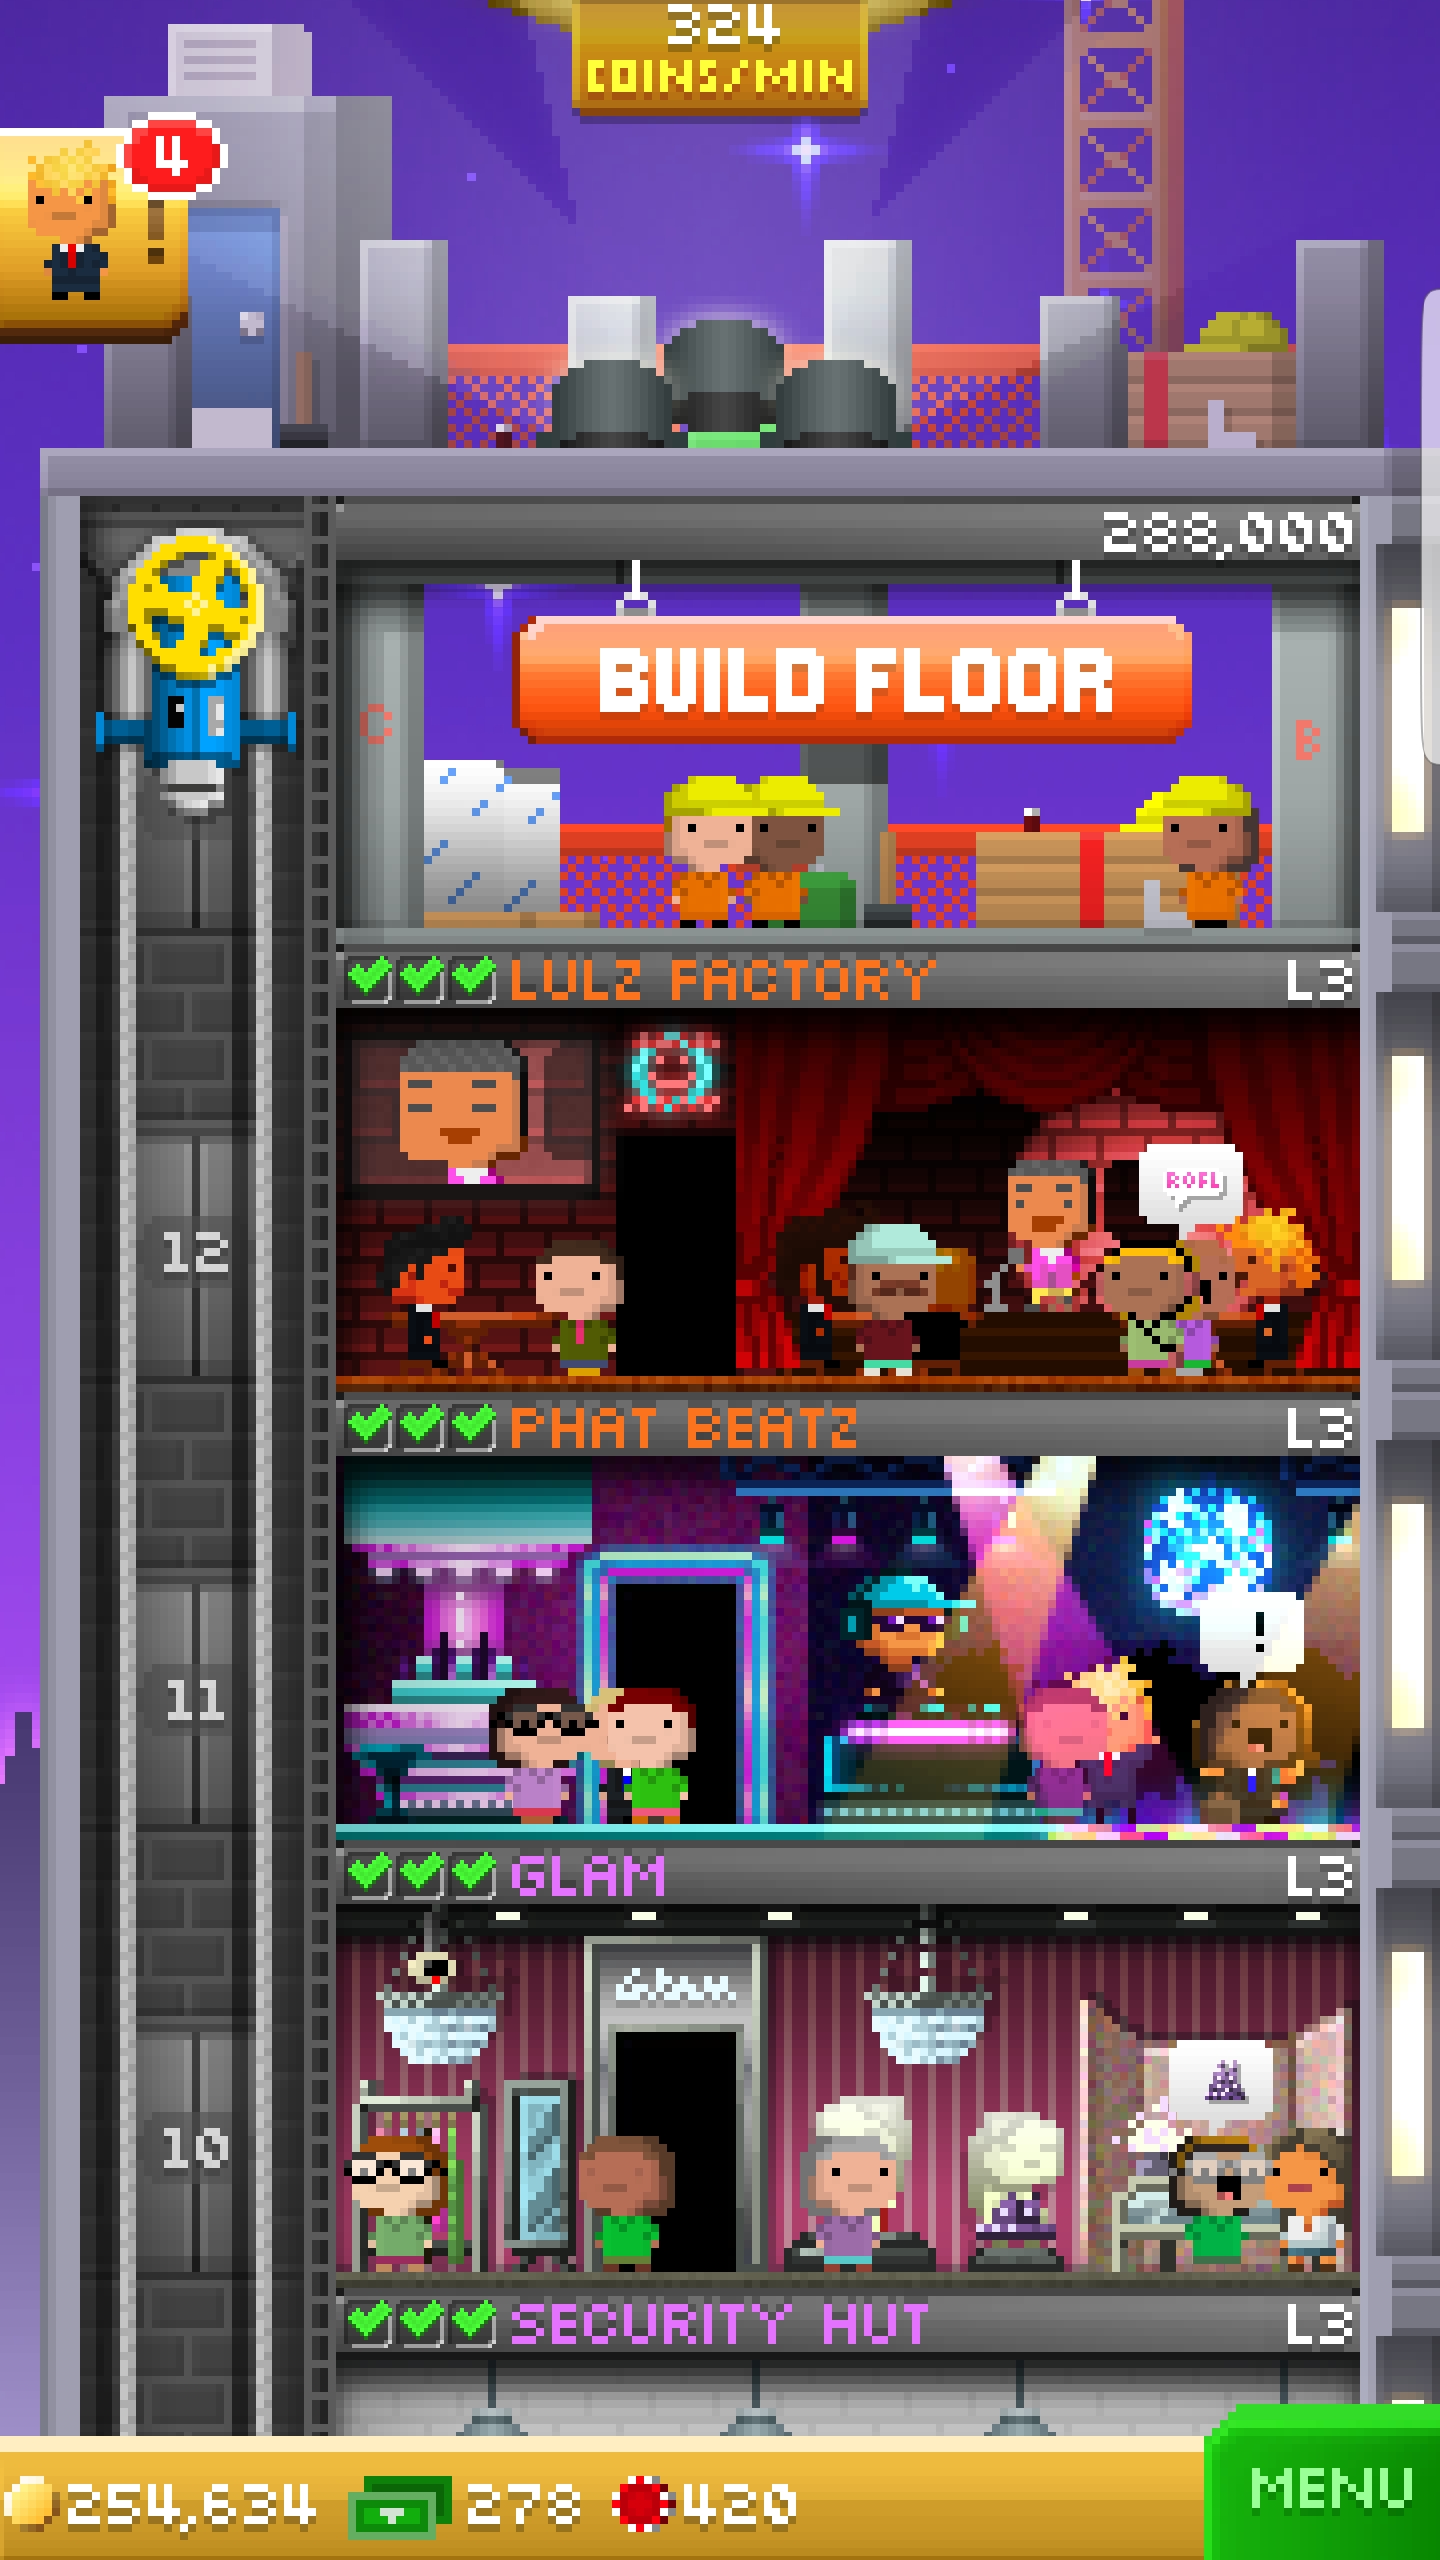 324
COINS/MIN
4
!
288,000
BUILD FLOOR
C
B
LULZ FACTORY
L3
ROFL
12
PHAT BEATZ
L3
!
11
GLAM
L3
Glam
10
SECURITY HUT
L3
254,634
278
420
MENU